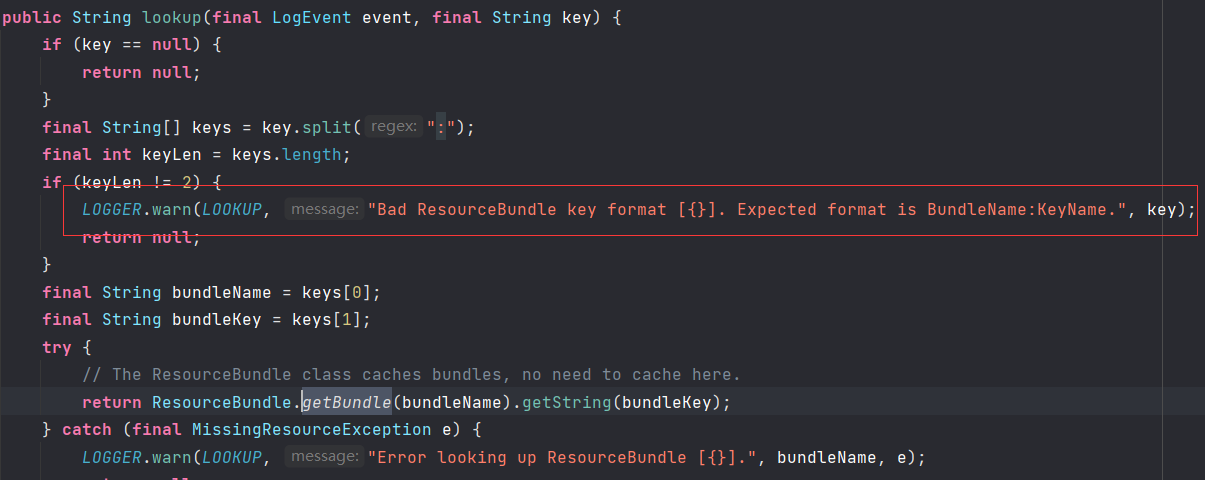 public String lookup(final LogEvent event, final String key) {
if (key == null) {
return null;
}
final String[] keys = key.split( regex: ":");
final int keyLen = keys.length;
if (keyLen != 2) {
LOGGER.warn(LOOKUP, message: "Bad ResourceBundle key format [{}]. Expected format is BundleName:KeyName.", key);
return null;
}
final String bundleName = keys[0];
final String bundleKey = keys[1];
try {
// The ResourceBundle class caches bundles, no need to cache here.
return ResourceBundle.getBundle(bundleName).getString(bundleKey);
} catch (final MissingResourceException e) {
LOGGER.warn(LOOKUP, message: "Error looking up ResourceBundle [{}].", bundleName, e);